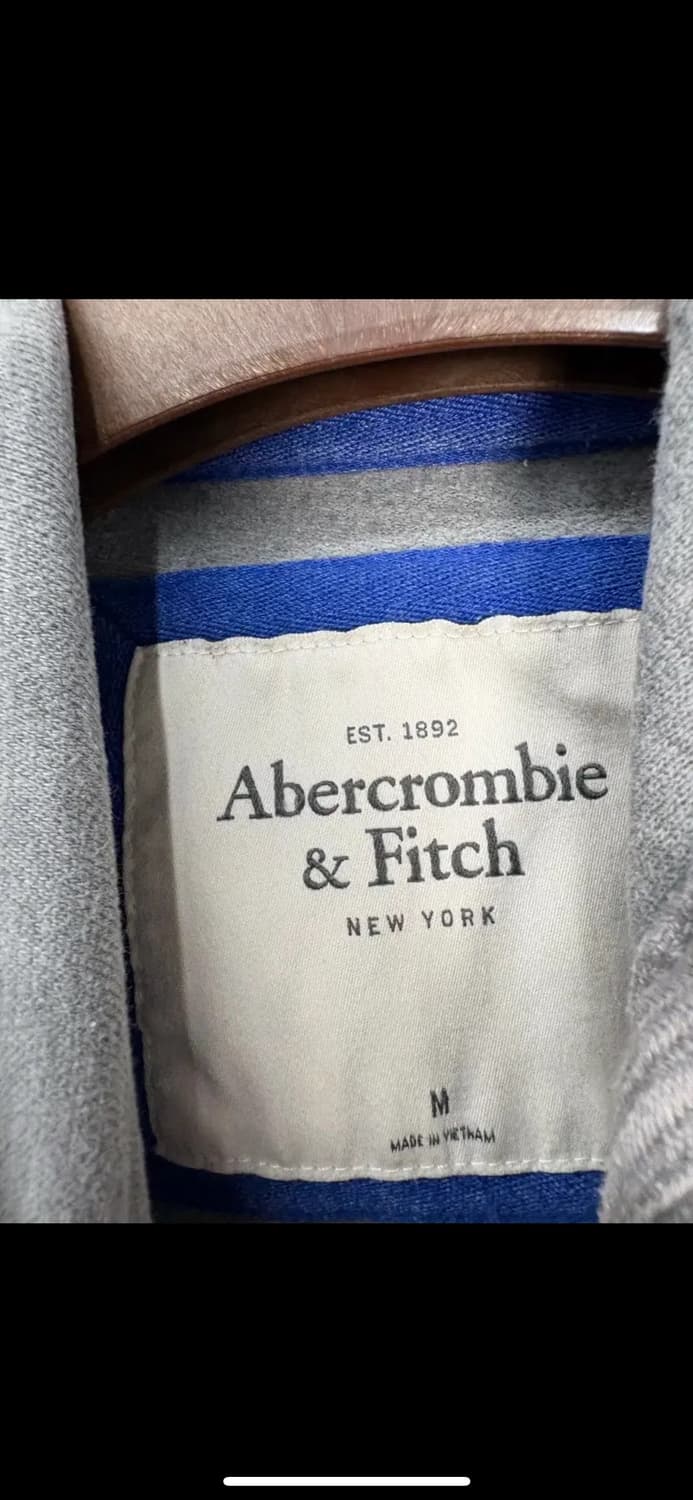 EST. 1892
Abercrombie
& Fitch
NEW YORK
M
MADE IN VIETNAM